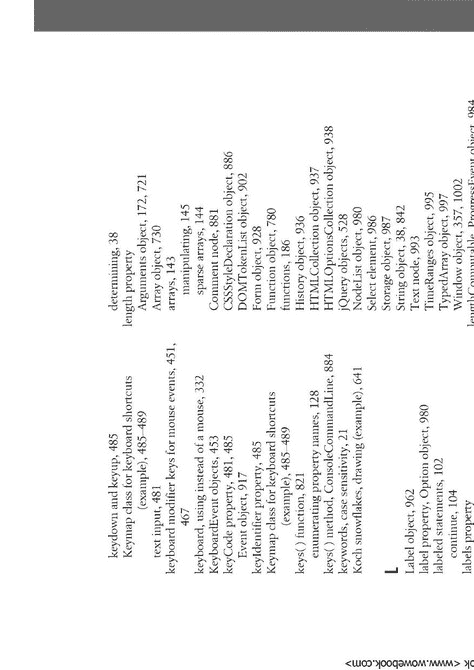 keydown and keyup, 485
Keymap class for keyboard shortcuts
(example), 485–489
text input, 481
keyboard modifier keys for mouse events, 451,
467
keyboard, using instead of a mouse, 332
KeyboardEvent objects, 453
keyCode property, 481, 485
Event object, 917
keyIdentifier property, 485
Keymap class for keyboard shortcuts
(example), 485–489
keys( ) function, 821
enumerating property names, 128
keys( ) method, ConsoleCommandLine, 884
keywords, case sensitivity, 21
Koch snowflakes, drawing (example), 641
L
Label object, 962
label property, Option object, 980
labeled statements, 102
continue, 104
labels property
determining, 38
length property
Arguments object, 172, 721
Array object, 730
arrays, 143
manipulating, 145
sparse arrays, 144
Comment node, 881
CSSStyleDeclaration object, 886
DOMTokenList object, 902
Form object, 928
Function object, 780
functions, 186
History object, 936
HTMLCollection object, 937
HTMLOptionsCollection object, 938
jQuery objects, 528
NodeList object, 980
Select element, 986
Storage object, 987
String object, 38, 842
Text node, 993
TimeRanges object, 995
TypedArray object, 997
Window object, 357, 1002
lengthComputable, ProgressEvent object, 984
ok <www.wowebook.com>